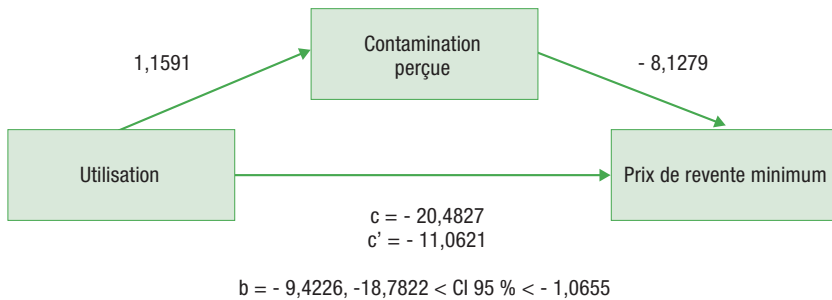 Contamination
perçue
1,1591
- 8,1279
Utilisation
Prix de revente minimum
c = - 20,4827
c’ = - 11,0621
b = - 9,4226, -18,7822 < CI 95 % < - 1,0655